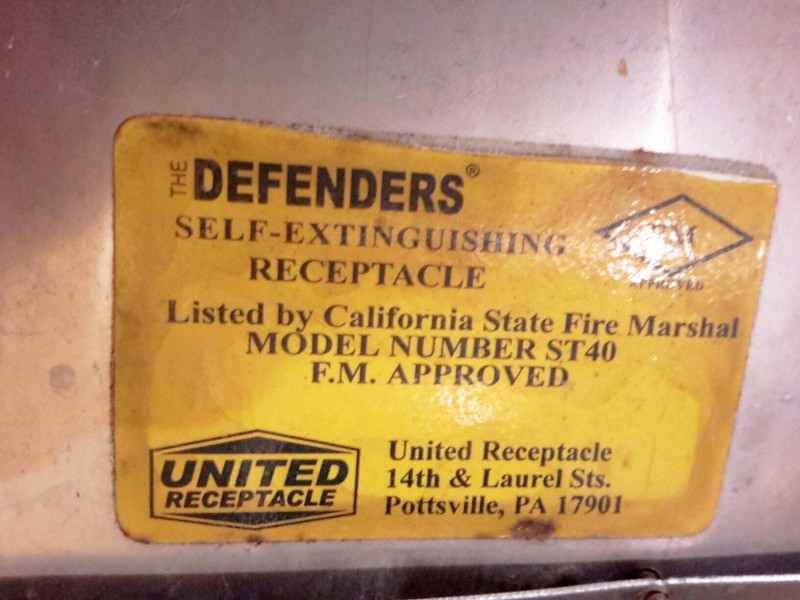 THE DEFENDERS®
SELF-EXTINGUISHING
RECEPTACLE
FM
APPROVED
Listed by California State Fire Marshal
MODEL NUMBER ST40
F.M. APPROVED
UNITED
RECEPTACLE
United Receptacle
14th & Laurel Sts.
Pottsville, PA 17901